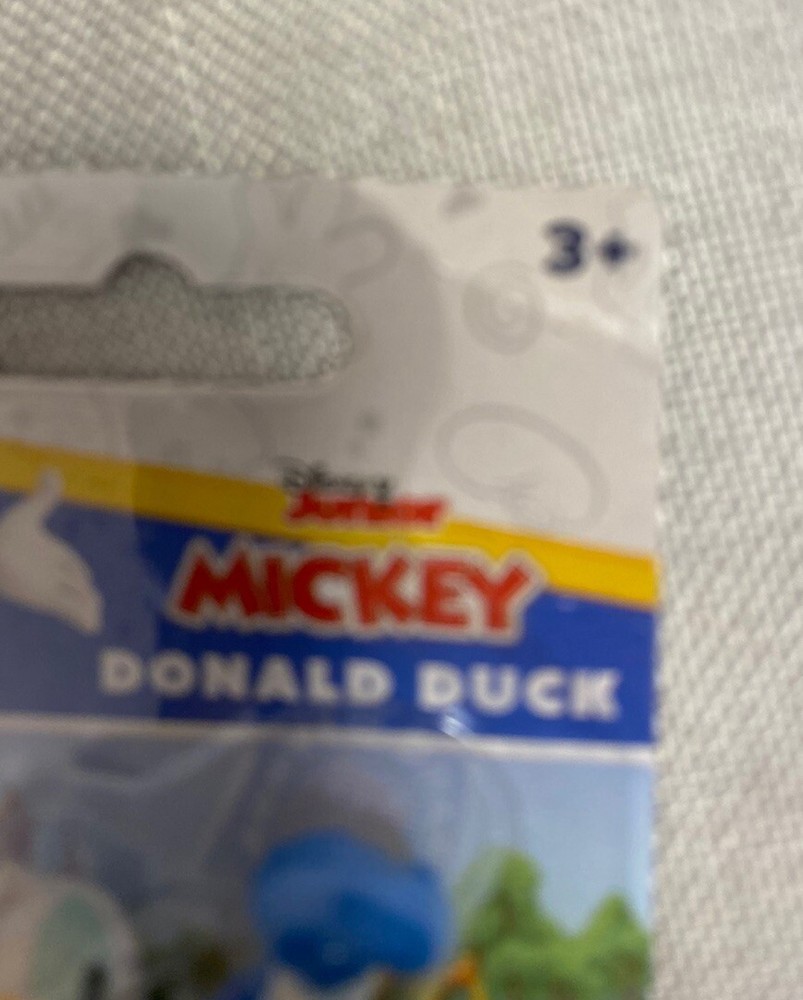 3+
Disney
Junior
MICKEY
DONALD DUCK